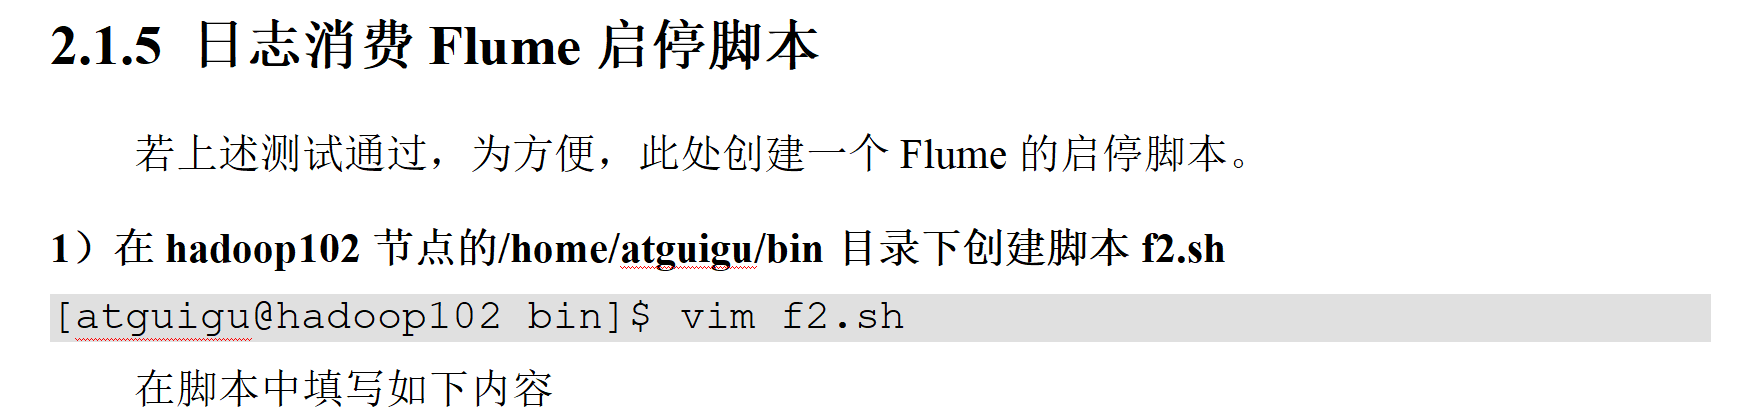 2.1.5 日志消费 Flume 启停脚本
若上述测试通过，为方便，此处创建一个 Flume 的启停脚本。
1）在 hadoop102 节点的/home/atguigu/bin 目录下创建脚本 f2.sh
[atguigu@hadoop102 bin]$ vim f2.sh
在脚本中填写如下内容